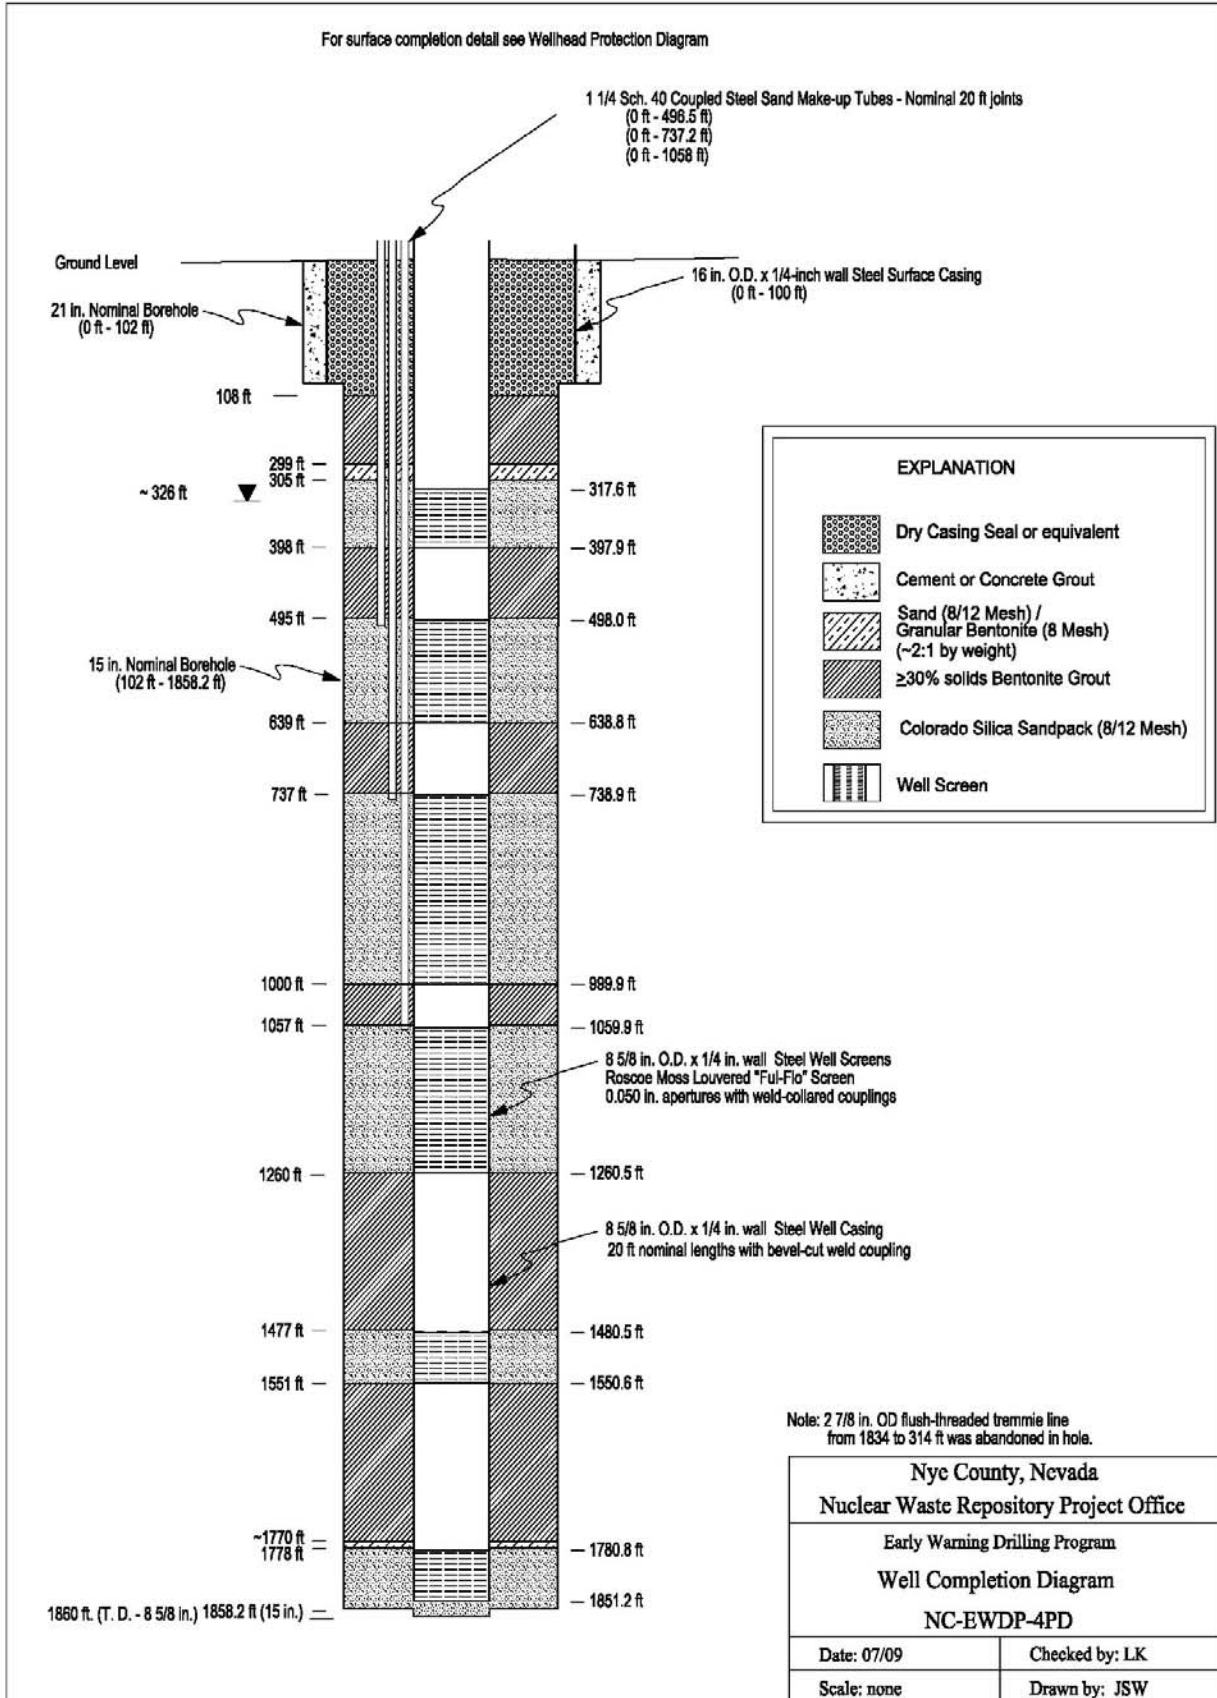 For surface completion detail see Wellhead Protection Diagram
1 1/4 Sch. 40 Coupled Steel Sand Make-up Tubes - Nominal 20 ft joints
(0 ft - 496.5 ft)
(0 ft - 737.2 ft)
(0 ft - 1058 ft)
Ground Level
16 in. O.D. x 1/4-inch wall Steel Surface Casing
(0 ft - 100 ft)
21 in. Nominal Borehole
(0 ft - 102 ft)
108 ft
299 ft
305 ft
~ 326 ft
317.6 ft
398 ft
397.9 ft
495 ft
498.0 ft
15 in. Nominal Borehole
(102 ft - 1858.2 ft)
639 ft
638.8 ft
737 ft
738.9 ft
1000 ft
999.9 ft
1057 ft
1059.9 ft
8 5/8 in. O.D. x 1/4 in. wall Steel Well Screens
Roscoe Moss Louvered "Ful-Flo" Screen
0.050 in. apertures with weld-collared couplings
1260 ft
1260.5 ft
8 5/8 in. O.D. x 1/4 in. wall Steel Well Casing
20 ft nominal lengths with bevel-cut weld coupling
1477 ft
1480.5 ft
1551 ft
1550.6 ft
~1770 ft
1778 ft
1780.8 ft
1851.2 ft
1860 ft. (T. D. - 8 5/8 in.) 1858.2 ft (15 in.)
EXPLANATION
Dry Casing Seal or equivalent
Cement or Concrete Grout
Sand (8/12 Mesh) /
Granular Bentonite (8 Mesh)
(~2:1 by weight)
≥30% solids Bentonite Grout
Colorado Silica Sandpack (8/12 Mesh)
Well Screen
Note: 2 7/8 in. OD flush-threaded tremmie line
from 1834 to 314 ft was abandoned in hole.
Nye County, Nevada
Nuclear Waste Repository Project Office
Early Warning Drilling Program
Well Completion Diagram
NC-EWDP-4PD
Date: 07/09
Checked by: LK
Scale: none
Drawn by: JSW